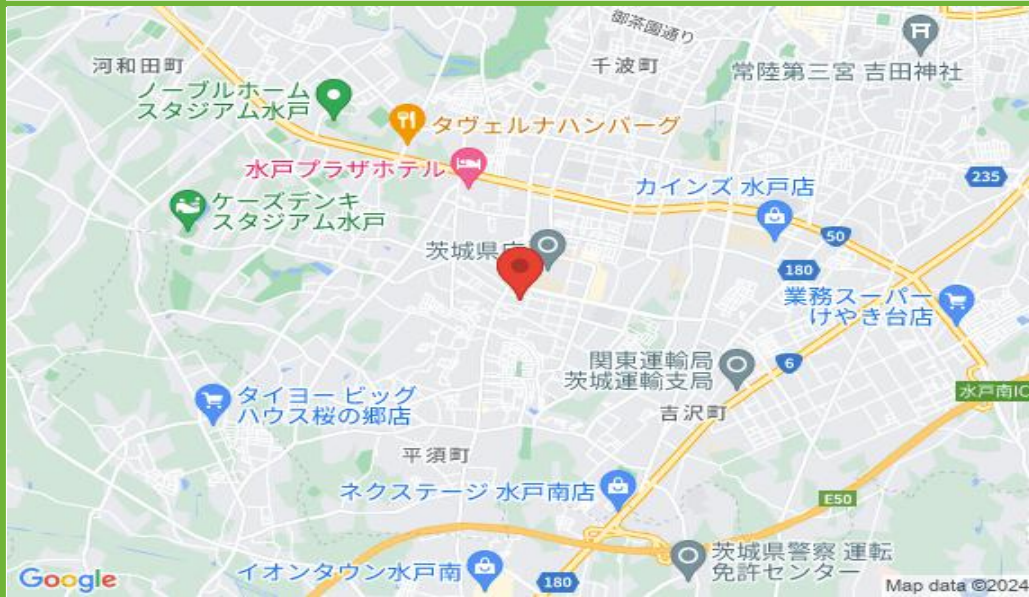 御茶園通り
河和田町
千波町
常陸第三宮 吉田神社
ノーブルホーム
スタジアム水戸
タヴェルナハンバーグ
水戸プラザホテル
カインズ 水戸店
235
ケーズデンキ
スタジアム水戸
50
茨城県庁
180
業務スーパー
けやき台店
関東運輸局
茨城運輸支局
6
水戸南IC
タイヨー ビッグ
ハウス桜の郷店
吉沢町
平須町
ネクステージ 水戸南店
E50
茨城県警察 運転
免許センター
イオンタウン水戸南
180
Google
Map data ©2024